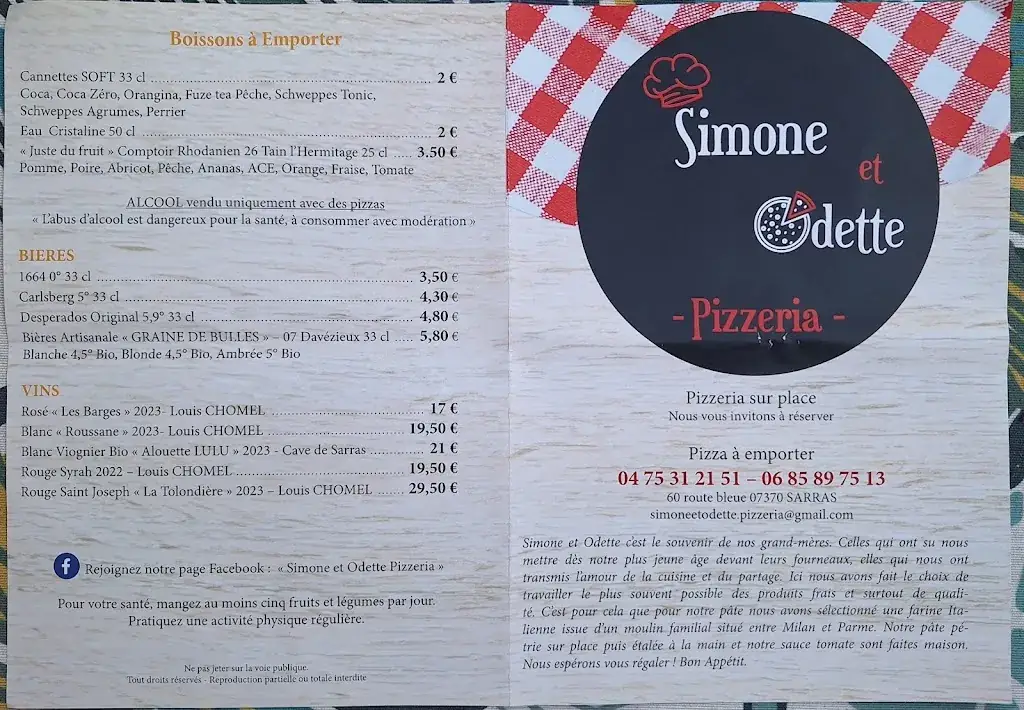 Boissons à Emporter
Cannettes SOFT 33 cl ........ 2 €
Coca, Coca Zéro, Orangina, Fuze tea Pêche, Schweppes Tonic,
Schweppes Agrumes, Perrier
Eau Cristaline 50 cl ........ 2 €
« Juste du fruit » Comptoir Rhodanien 26 Tain l'Hermitage 25 cl ..... 3.50 €
Pomme, Poire, Abricot, Pêche, Ananas, ACE, Orange, Fraise, Tomate
ALCOOL vendu uniquement avec des pizzas
« L'abus d'alcool est dangereux pour la santé, à consommer avec modération »
BIERES
1664 0° 33 cl ........ 3,50 €
Carlsberg 5° 33 cl ........ 4,30 €
Desperados Original 5,9° 33 cl ........ 4,80 €
Bières Artisanale « GRAINE DE BULLES » – 07 Davézieux 33 cl ..... 5,80 €
Blanche 4,5° Bio, Blonde 4,5° Bio, Ambrée 5° Bio
VINS
Rosé « Les Barges » 2023- Louis CHOMEL ........ 17 €
Blanc « Roussane » 2023- Louis CHOMEL ........ 19,50 €
Blanc Viognier Bio « Alouette LULU » 2023 - Cave de Sarras ........ 21 €
Rouge Syrah 2022 – Louis CHOMEL ........ 19,50 €
Rouge Saint Joseph « La Tolondière » 2023 – Louis CHOMEL ....... 29,50 €
Rejoignez notre page Facebook : « Simone et Odette Pizzeria »
Pour votre santé, mangez au moins cinq fruits et légumes par jour.
Pratiquez une activité physique régulière.
Ne pas jeter sur la voie publique.
Tout droits réservés - Reproduction partielle ou totale interdite
Simone
et
Odette
- Pizzeria -
Pizzeria sur place
Nous vous invitons à réserver
Pizza à emporter
04 75 31 21 51 – 06 85 89 75 13
60 route bleue 07370 SARRAS
simoneetodette.pizzeria@gmail.com
Simone et Odette c'est le souvenir de nos grand-mères. Celles qui ont su nous
mettre dès notre plus jeune âge devant leurs fourneaux, elles qui nous ont
transmis l'amour de la cuisine et du partage. Ici nous avons fait le choix de
travailler le plus souvent possible des produits frais et surtout de quali-
té. C'est pour cela que pour notre pâte nous avons sélectionné une farine Ita-
lienne issue d'un moulin familial situé entre Milan et Parme. Notre pâte pé-
trie sur place puis étalée à la main et notre sauce tomate sont faites maison.
Nous espérons vous régaler ! Bon Appétit.